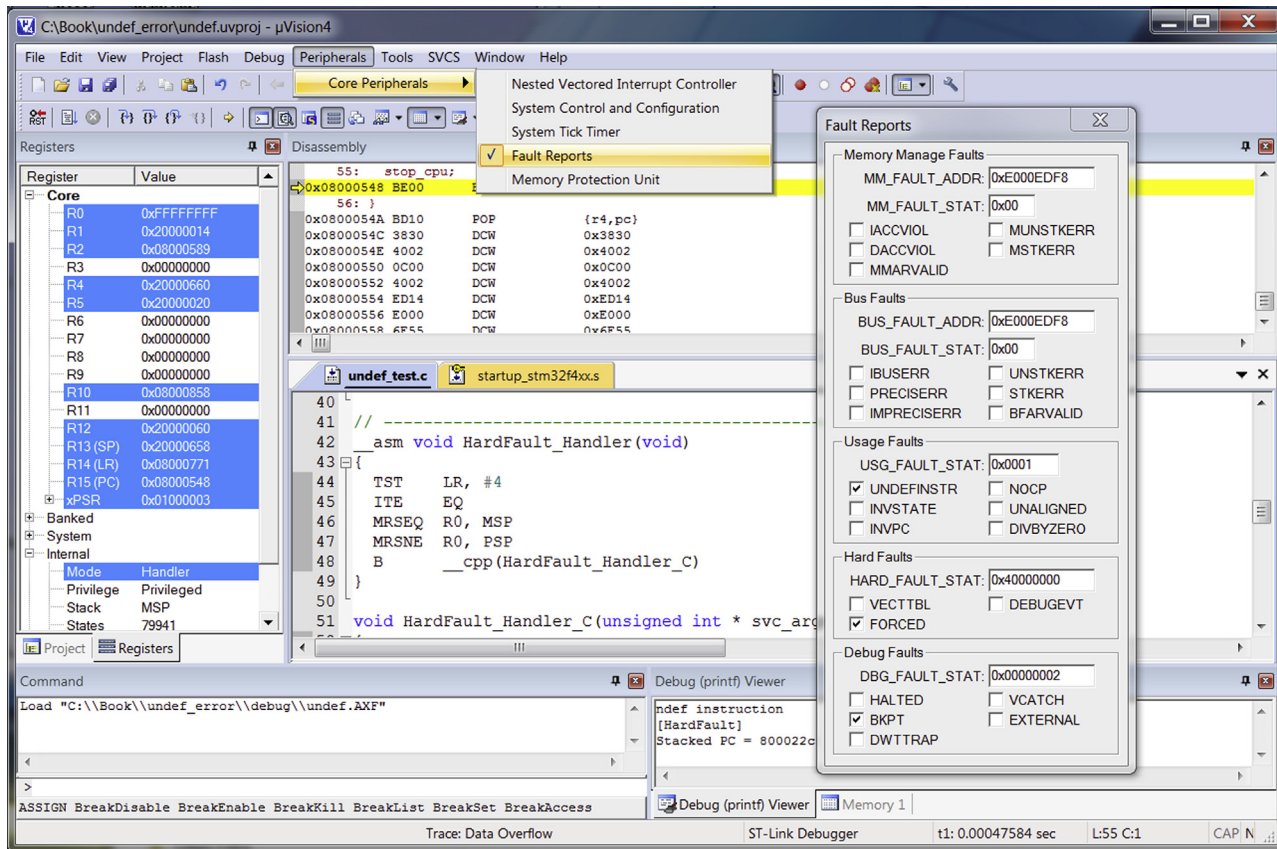 C:\Book\undef_error\undef.uvproj - µVision4
File Edit View Project Flash Debug Peripherals Tools SVCS Window Help
Core Peripherals
Nested Vectored Interrupt Controller
System Control and Configuration
System Tick Timer
Fault Reports
Memory Protection Unit
RST
Registers
Register Value
Core
R0 0xFFFFFFFF
R1 0x20000014
R2 0x08000589
R3 0x00000000
R4 0x20000660
R5 0x20000020
R6 0x00000000
R7 0x00000000
R8 0x00000000
R9 0x00000000
R10 0x08000858
R11 0x00000000
R12 0x20000060
R13 (SP) 0x20000658
R14 (LR) 0x08000771
R15 (PC) 0x08000548
xPSR 0x01000003
Banked
System
Internal
Mode Handler
Privilege Privileged
Stack MSP
States 79941
Project Registers
Disassembly
55: stop_cpu;
0x08000548 BE00
56: }
0x0800054A BD10 POP {r4,pc}
0x0800054C 3830 DCW 0x3830
0x0800054E 4002 DCW 0x4002
0x08000550 0C00 DCW 0x0C00
0x08000552 4002 DCW 0x4002
0x08000554 ED14 DCW 0xED14
0x08000556 E000 DCW 0xE000
0x08000558 6F55 DCW 0x6F55
undef_test.c startup_stm32f4xx.s
40
41 // ----------------------------------------
42 __asm void HardFault_Handler(void)
43 {
44 TST LR, #4
45 ITE EQ
46 MRSEQ R0, MSP
47 MRSNE R0, PSP
48 B __cpp(HardFault_Handler_C)
49 }
50
51 void HardFault_Handler_C(unsigned int * svc_arg
Fault Reports
Memory Manage Faults
MM_FAULT_ADDR: 0xE000EDF8
MM_FAULT_STAT: 0x00
IACCVIOL MUNSTKERR
DACCVIOL MSTKERR
MMARVALID
Bus Faults
BUS_FAULT_ADDR: 0xE000EDF8
BUS_FAULT_STAT: 0x00
IBUSERR UNSTKERR
PRECISERR STKERR
IMPRECISERR BFARVALID
Usage Faults
USG_FAULT_STAT: 0x0001
UNDEFINSTR NOCP
INVSTATE UNALIGNED
INVPC DIVBYZERO
Hard Faults
HARD_FAULT_STAT: 0x40000000
VECTTBL DEBUGEVT
FORCED
Debug Faults
DBG_FAULT_STAT: 0x00000002
HALTED VCATCH
BKPT EXTERNAL
DWTTRAP
Command
Load "C:\\Book\\undef_error\\debug\\undef.AXF"
>
ASSIGN BreakDisable BreakEnable BreakKill BreakList BreakSet BreakAccess
Debug (printf) Viewer
ndef instruction
[HardFault]
Stacked PC = 800022c
Debug (printf) Viewer Memory 1
Trace: Data Overflow ST-Link Debugger t1: 0.00047584 sec L:55 C:1 CAP N